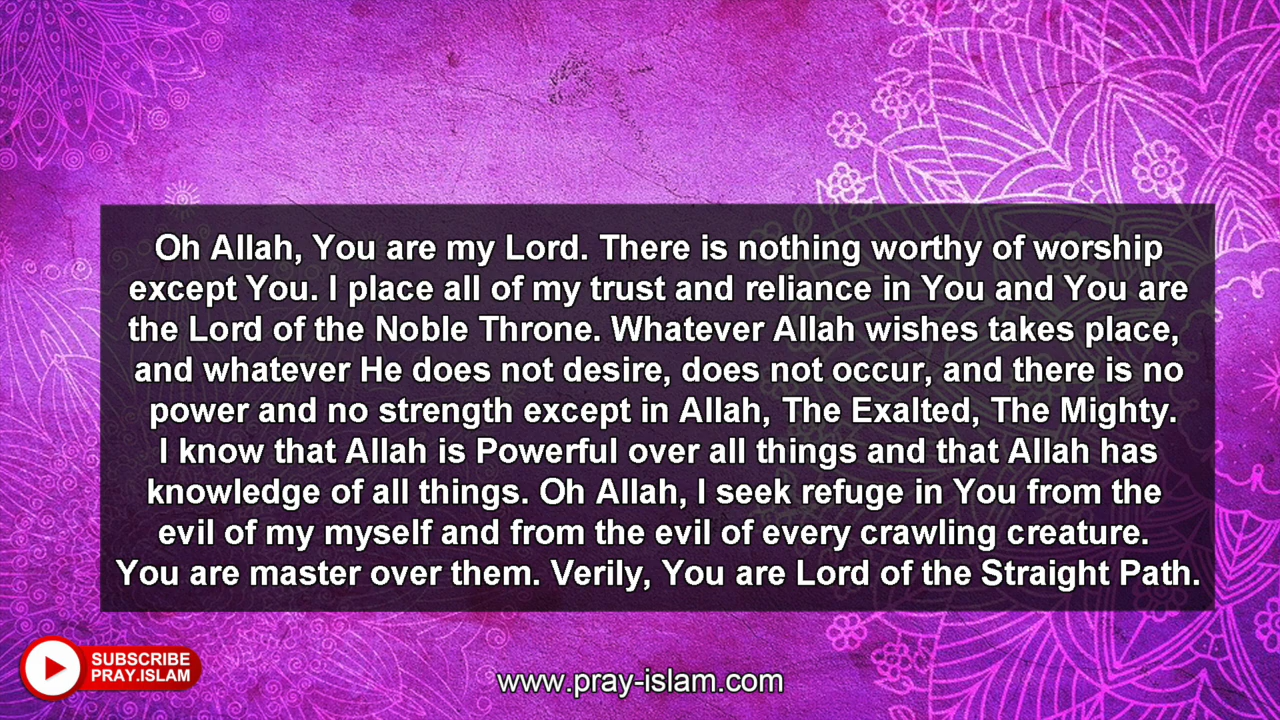 Oh Allah, You are my Lord. There is nothing worthy of worship
except You. I place all of my trust and reliance in You and You are
the Lord of the Noble Throne. Whatever Allah wishes takes place,
and whatever He does not desire, does not occur, and there is no
power and no strength except in Allah, The Exalted, The Mighty.
I know that Allah is Powerful over all things and that Allah has
knowledge of all things. Oh Allah, I seek refuge in You from the
evil of my myself and from the evil of every crawling creature.
You are master over them. Verily, You are Lord of the Straight Path.
SUBSCRIBE
PRAY.ISLAM
www.pray-islam.com